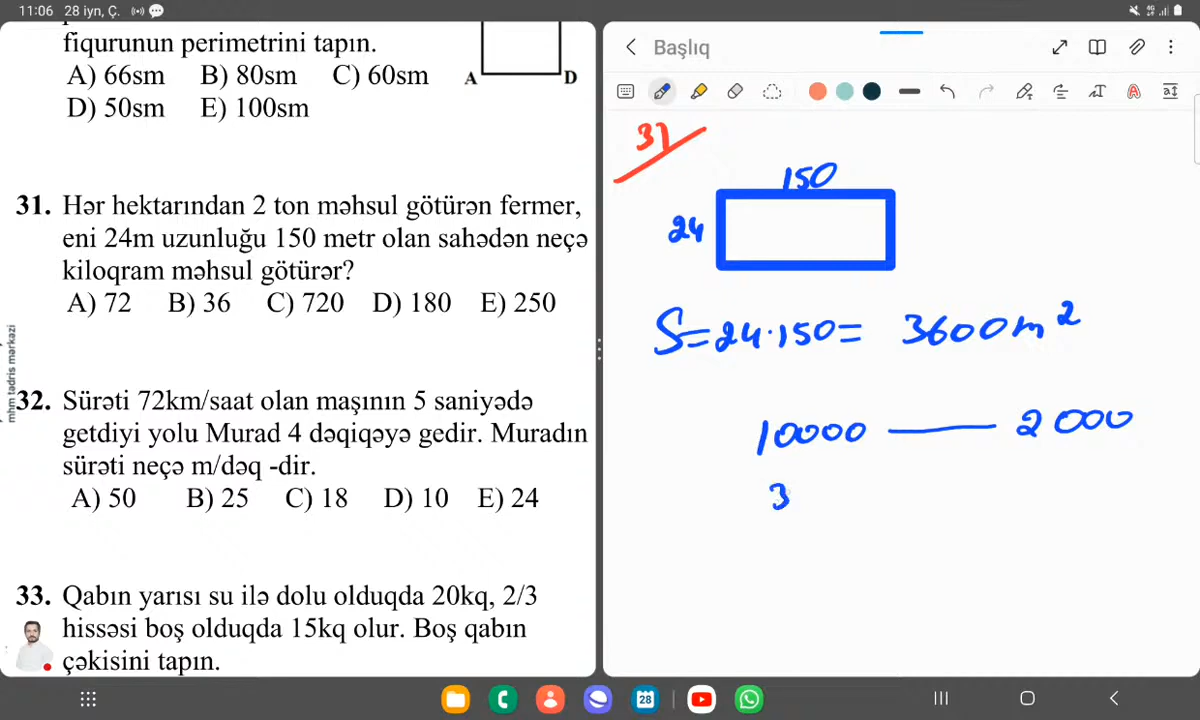 11:06 28 iyn, Ç.
fiqurunun perimetrini tapın.
A) 66sm B) 80sm C) 60sm
D) 50sm E) 100sm
A D
31. Hər hektarından 2 ton məhsul götürən fermer,
eni 24m uzunluğu 150 metr olan sahədən neçə
kiloqram məhsul götürər?
A) 72 B) 36 C) 720 D) 180 E) 250
mhm tədris mərkəzi
32. Sürəti 72km/saat olan maşının 5 saniyədə
getdiyi yolu Murad 4 dəqiqəyə gedir. Muradın
sürəti neçə m/dəq -dir.
A) 50 B) 25 C) 18 D) 10 E) 24
33. Qabın yarısı su ilə dolu olduqda 20kq, 2/3
hissəsi boş olduqda 15kq olur. Boş qabın
çəkisini tapın.
Başlıq
31
150
24
S=24·150= 3600m²
10000 — 2000
3
28